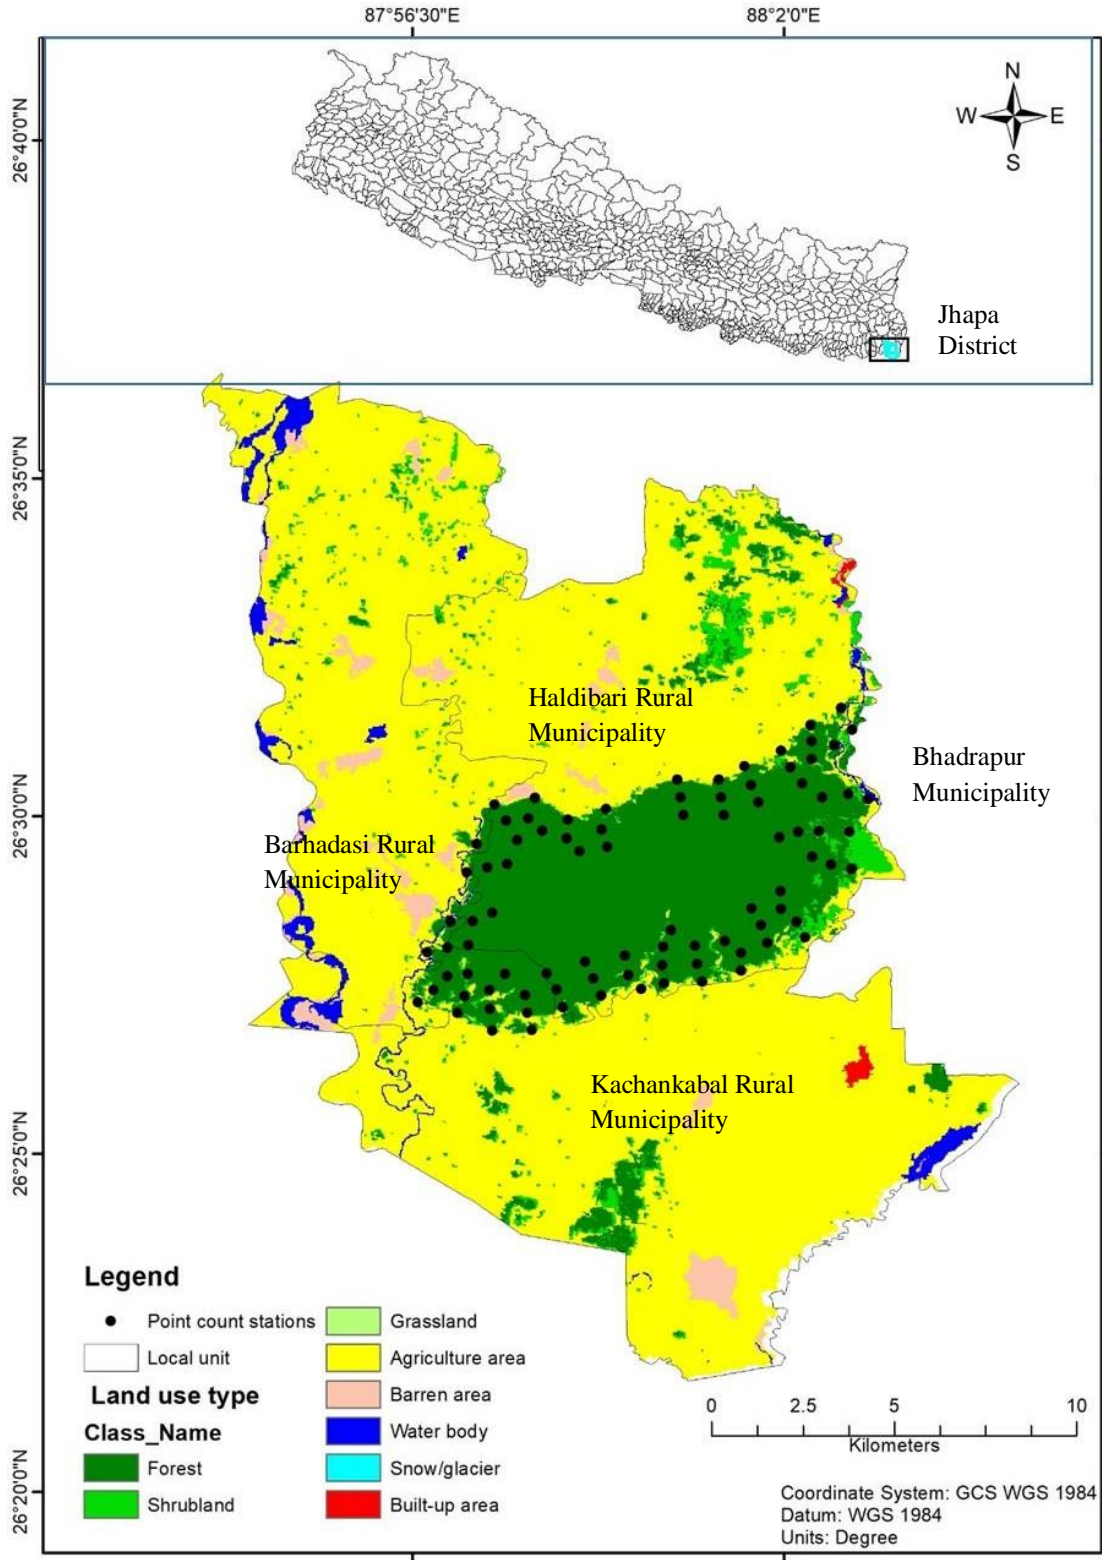 87°56'30"E
88°2'0"E
N
W
E
S
26°40'0"N
Jhapa
District
26°35'0"N
Haldibari Rural
Municipality
Bhadrapur
Municipality
26°30'0"N
Barhadasi Rural
Municipality
Kachankabal Rural
Municipality
26°25'0"N
Legend
Point count stations
Local unit
Land use type
Class_Name
Forest
Shrubland
Grassland
Agriculture area
Barren area
Water body
Snow/glacier
Built-up area
0 2.5 5 10
Kilometers
26°20'0"N
Coordinate System: GCS WGS 1984
Datum: WGS 1984
Units: Degree